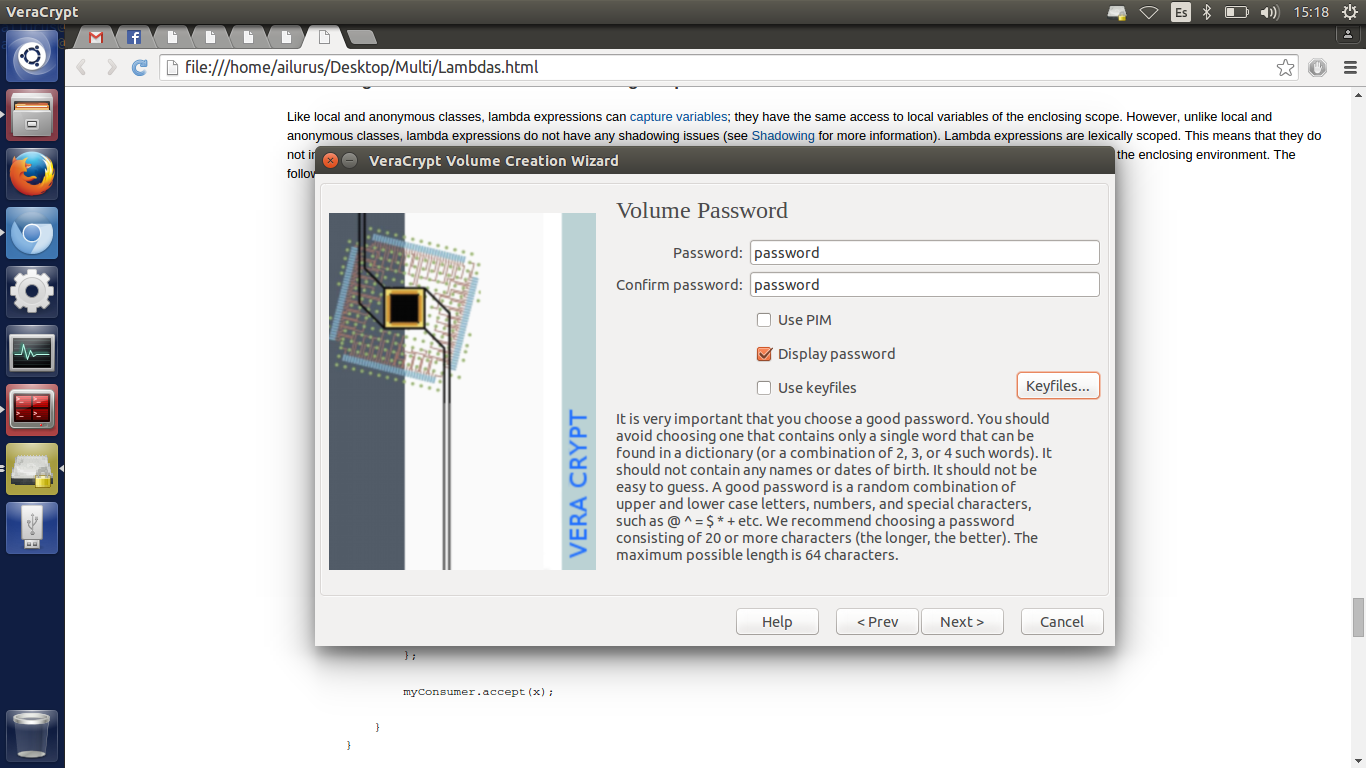 VeraCrypt
Es
15:18
file:///home/ailurus/Desktop/Multi/Lambdas.html
Like local and anonymous classes, lambda expressions can capture variables; they have the same access to local variables of the enclosing scope. However, unlike local and
anonymous classes, lambda expressions do not have any shadowing issues (see Shadowing for more information). Lambda expressions are lexically scoped. This means that they do
not in
the enclosing environment. The
follow
VeraCrypt Volume Creation Wizard
VERA CRYPT
Volume Password
Password: password
Confirm password: password
Use PIM
Display password
Use keyfiles
Keyfiles...
It is very important that you choose a good password. You should
avoid choosing one that contains only a single word that can be
found in a dictionary (or a combination of 2, 3, or 4 such words). It
should not contain any names or dates of birth. It should not be
easy to guess. A good password is a random combination of
upper and lower case letters, numbers, and special characters,
such as @ ^ = $ * + etc. We recommend choosing a password
consisting of 20 or more characters (the longer, the better). The
maximum possible length is 64 characters.
Help
< Prev
Next >
Cancel
};
myConsumer.accept(x);
}
}